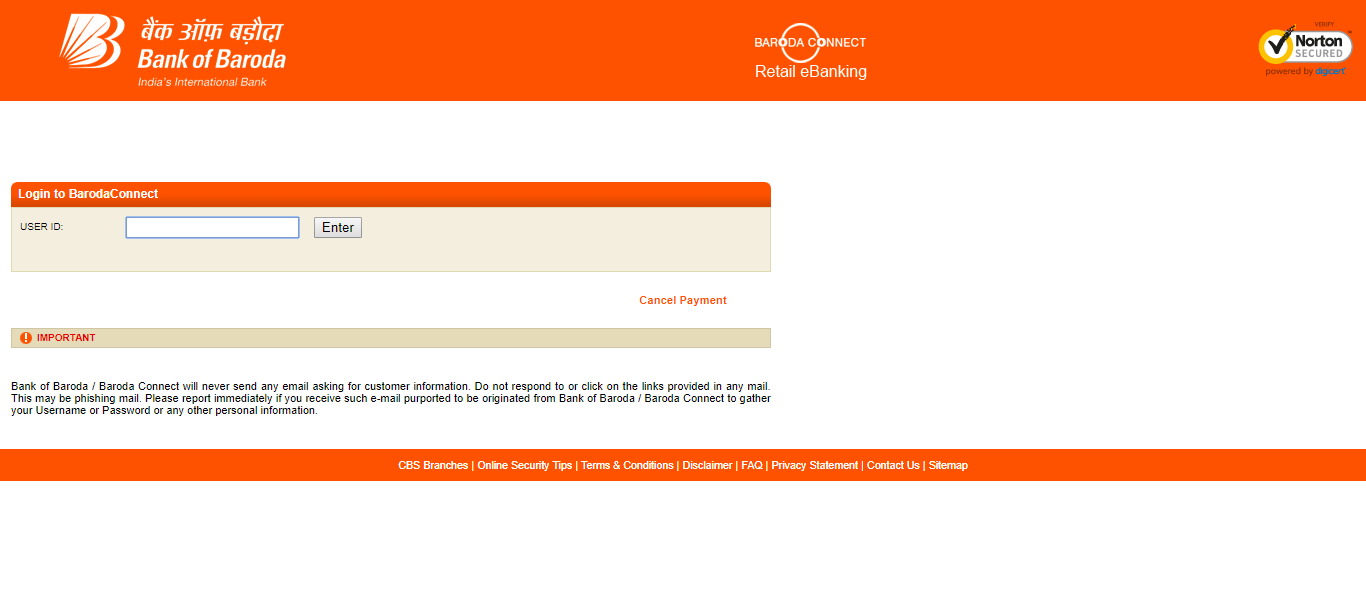 बैंक ऑफ़ बड़ौदा
Bank of Baroda
India's International Bank
BARODA CONNECT
Retail eBanking
VERIFY
Norton
SECURED
powered by digicert
Login to BarodaConnect
USER ID:
Enter
Cancel Payment
! IMPORTANT
Bank of Baroda / Baroda Connect will never send any email asking for customer information. Do not respond to or click on the links provided in any mail.
This may be phishing mail. Please report immediately if you receive such e-mail purported to be originated from Bank of Baroda / Baroda Connect to gather
your Username or Password or any other personal information.
CBS Branches | Online Security Tips | Terms & Conditions | Disclaimer | FAQ | Privacy Statement | Contact Us | Sitemap